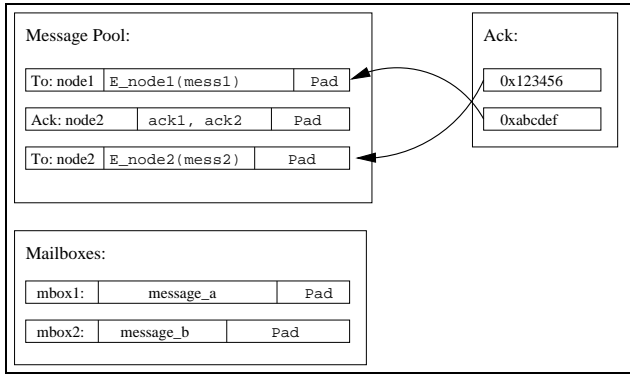 Message Pool:
To: node1 E_node1(mess1) Pad
Ack: node2 ack1, ack2 Pad
To: node2 E_node2(mess2) Pad
Ack:
0x123456
0xabcdef
Mailboxes:
mbox1: message_a Pad
mbox2: message_b Pad